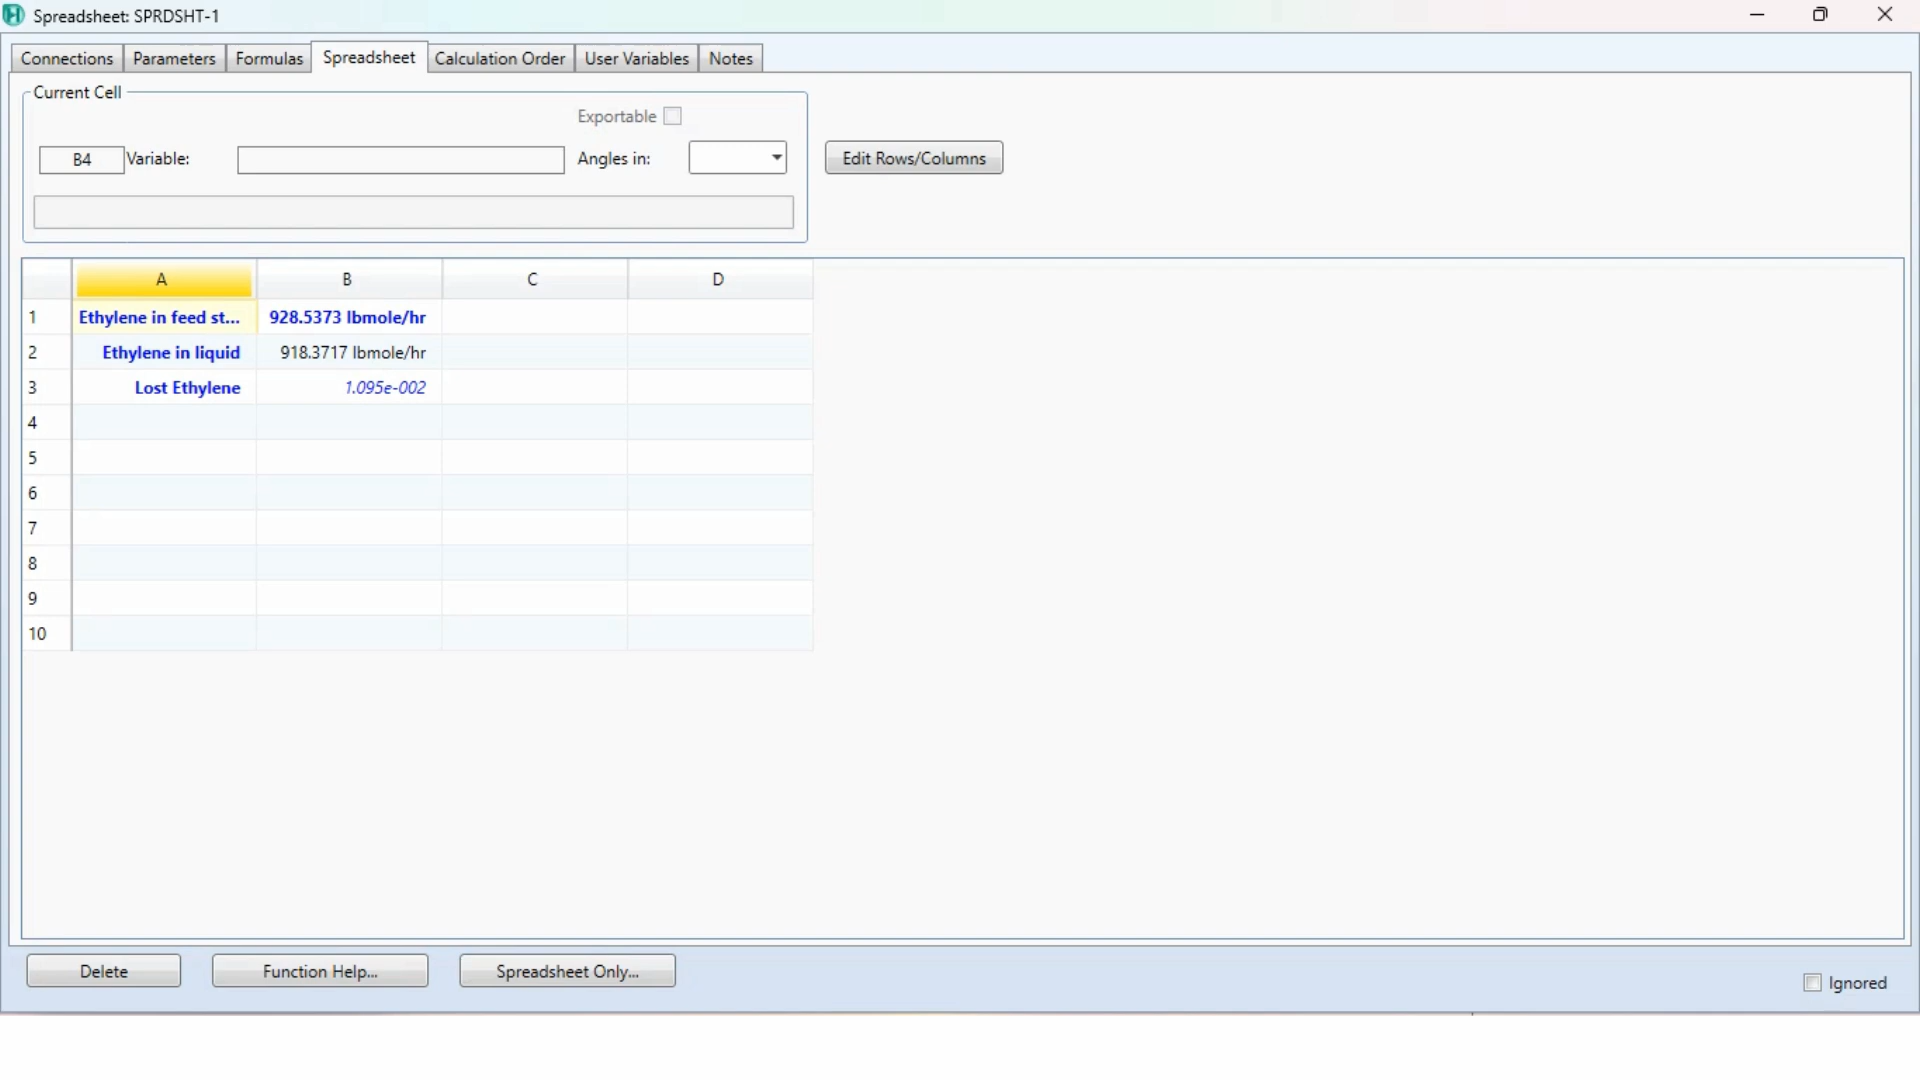 Spreadsheet: SPRDSHT-1
Connections Parameters Formulas Spreadsheet Calculation Order User Variables Notes
Current Cell
Exportable
B4 Variable: Angles in: Edit Rows/Columns
A B C D
1 Ethylene in feed st... 928.5373 lbmole/hr
2 Ethylene in liquid 918.3717 lbmole/hr
3 Lost Ethylene 1.095e-002
4
5
6
7
8
9
10
Delete Function Help... Spreadsheet Only... Ignored